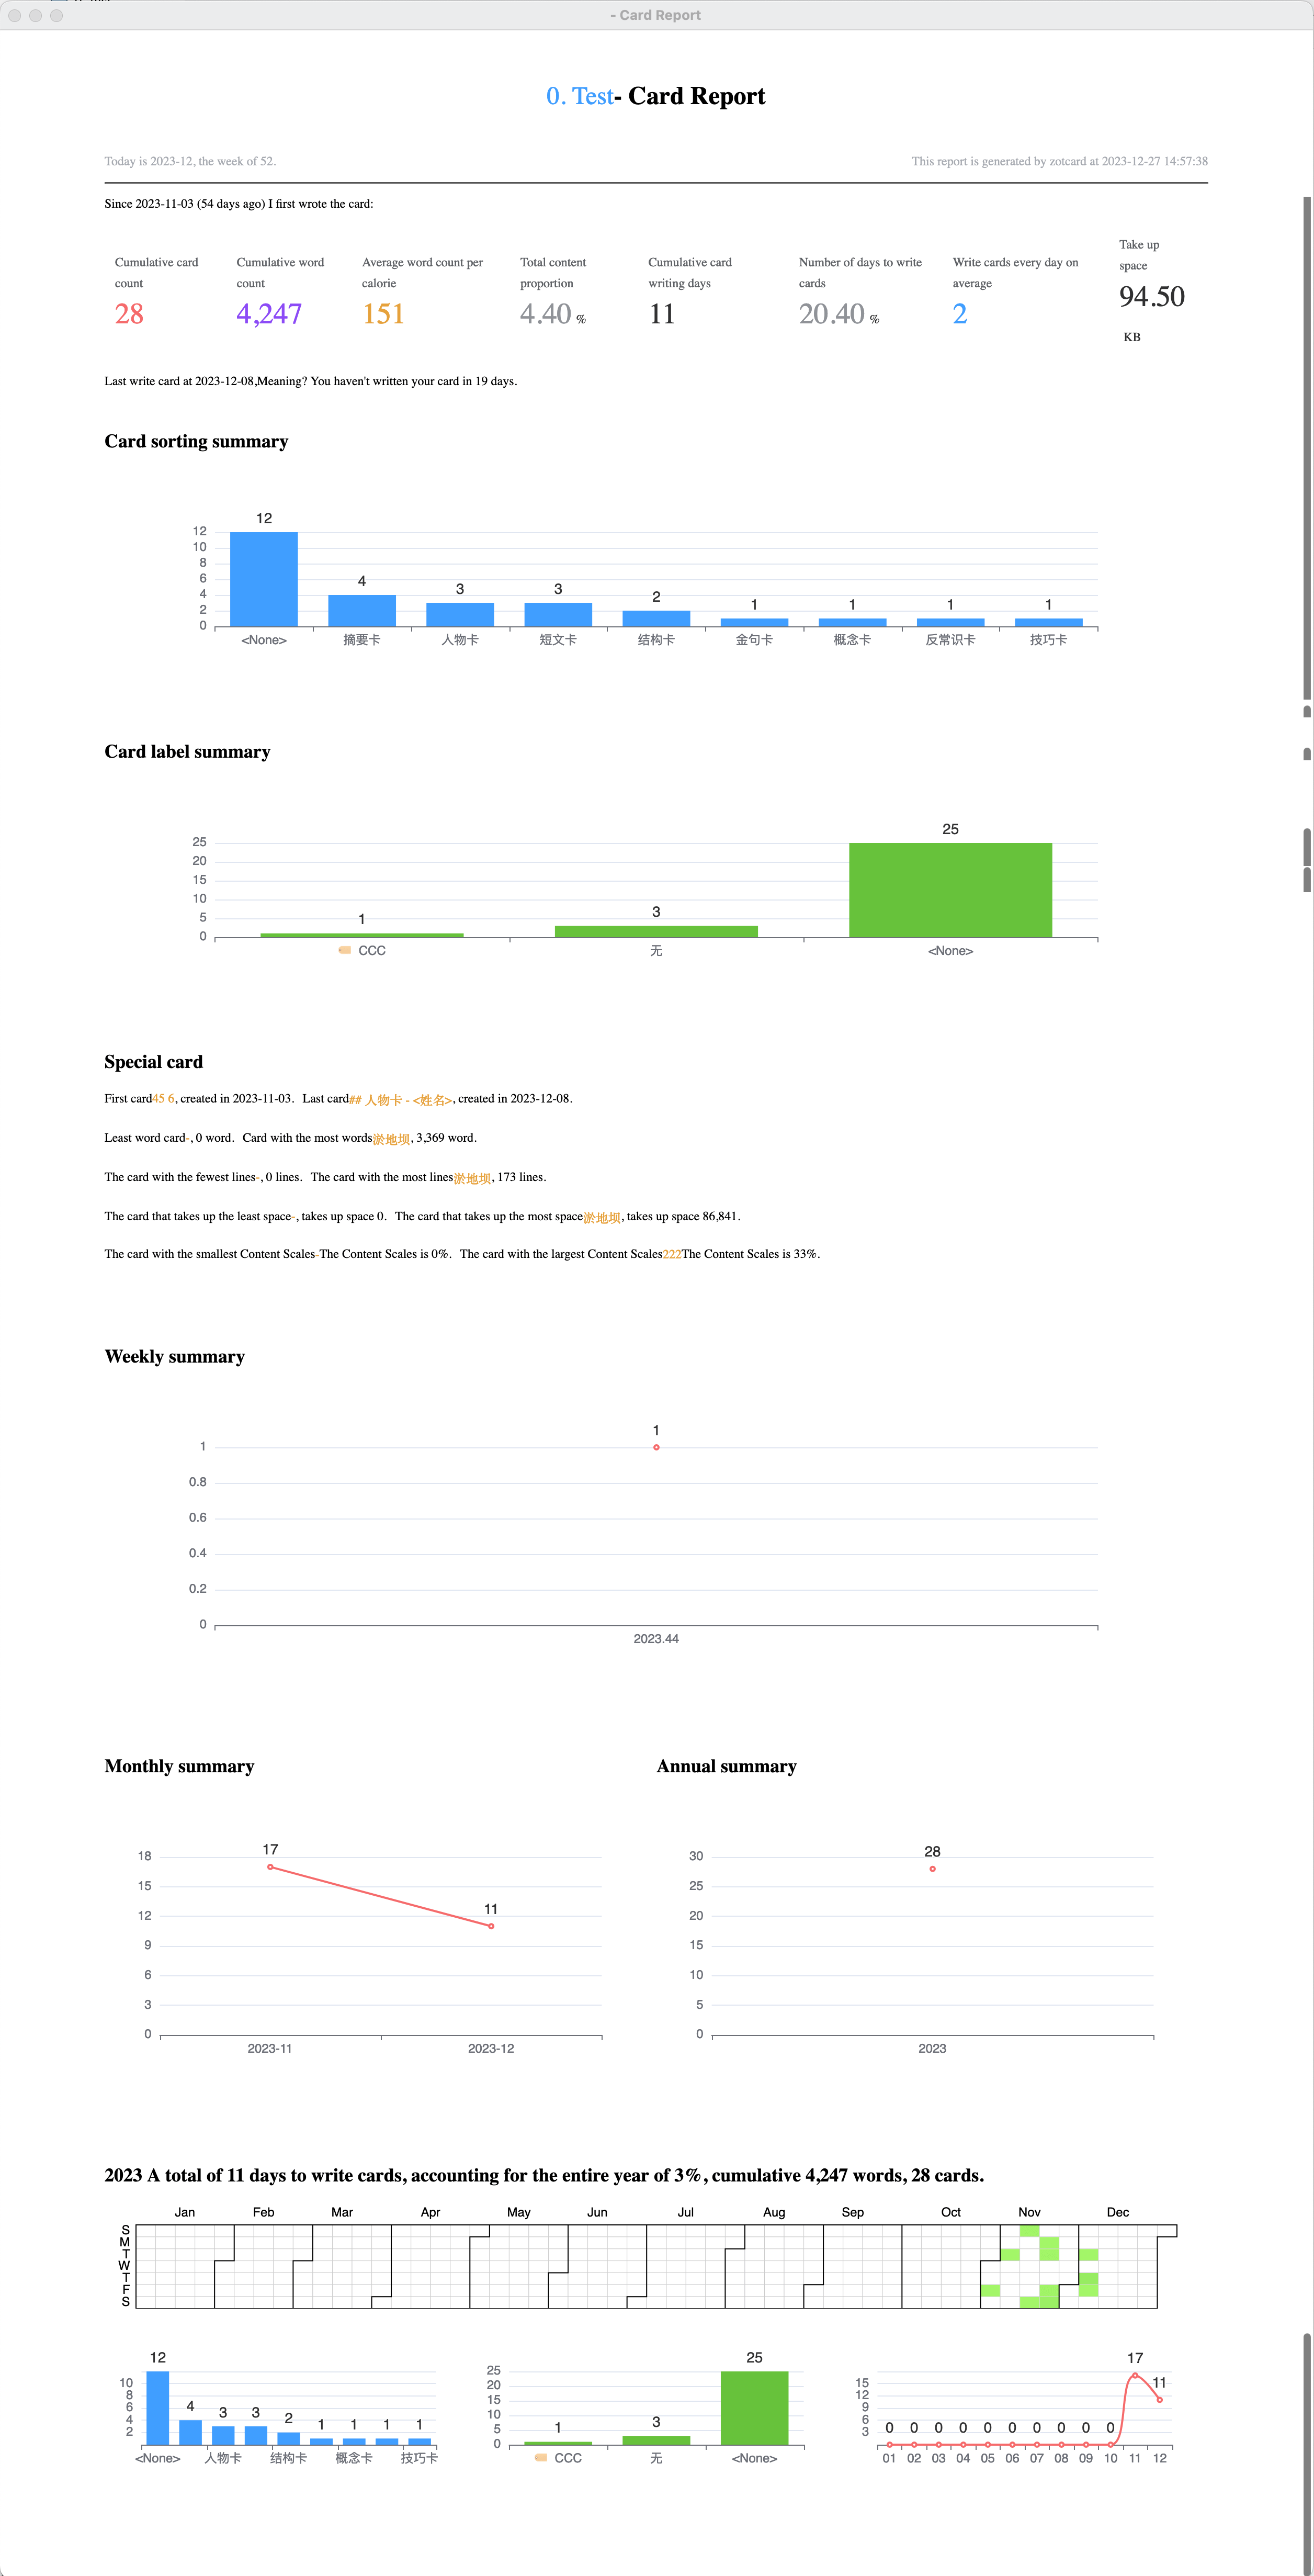 - Card Report
0. Test- Card Report
Today is 2023-12, the week of 52.
This report is generated by zotcard at 2023-12-27 14:57:38
Since 2023-11-03 (54 days ago) I first wrote the card:
Cumulative card count
28
Cumulative word count
4,247
Average word count per calorie
151
Total content proportion
4.40 %
Cumulative card writing days
11
Number of days to write cards
20.40 %
Write cards every day on average
2
Take up space
94.50 KB
Last write card at 2023-12-08,Meaning? You haven't written your card in 19 days.
Card sorting summary
12
4
3
3
2
1
1
1
1
12
10
8
6
4
2
0
<None> 摘要卡 人物卡 短文卡 结构卡 金句卡 概念卡 反常识卡 技巧卡
Card label summary
25
3
1
25
20
15
10
5
0
CCC 无 <None>
Special card
First card45 6, created in 2023-11-03. Last card## 人物卡 - <姓名>, created in 2023-12-08.
Least word card-, 0 word. Card with the most words淤地坝, 3,369 word.
The card with the fewest lines-, 0 lines. The card with the most lines淤地坝, 173 lines.
The card that takes up the least space-, takes up space 0. The card that takes up the most space淤地坝, takes up space 86,841.
The card with the smallest Content Scales-The Content Scales is 0%. The card with the largest Content Scales222The Content Scales is 33%.
Weekly summary
1
1
0.8
0.6
0.4
0.2
0
2023.44
Monthly summary
17
11
18
15
12
9
6
3
0
2023-11 2023-12
Annual summary
28
30
25
20
15
10
5
0
2023
2023 A total of 11 days to write cards, accounting for the entire year of 3%, cumulative 4,247 words, 28 cards.
Jan Feb Mar Apr May Jun Jul Aug Sep Oct Nov Dec
S
M
T
W
T
F
S
12
4
3
3
2
1
1
1
1
10
8
6
4
2
<None> 人物卡 结构卡 概念卡 技巧卡
25
3
1
25
20
15
10
5
0
CCC 无 <None>
17
11
0 0 0 0 0 0 0 0 0 0
15
12
9
6
3
01 02 03 04 05 06 07 08 09 10 11 12